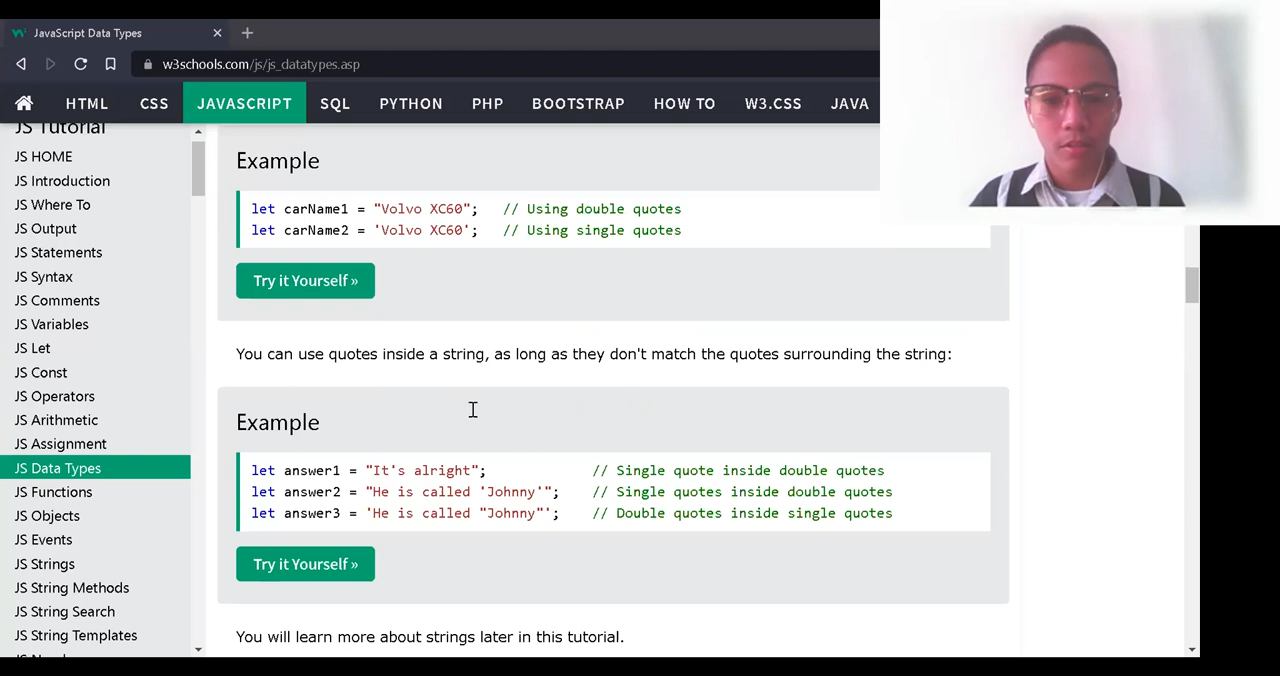 JavaScript Data Types
w3schools.com/js/js_datatypes.asp
HTML CSS JAVASCRIPT SQL PYTHON PHP BOOTSTRAP HOW TO W3.CSS JAVA
JS Tutorial
JS HOME
JS Introduction
JS Where To
JS Output
JS Statements
JS Syntax
JS Comments
JS Variables
JS Let
JS Const
JS Operators
JS Arithmetic
JS Assignment
JS Data Types
JS Functions
JS Objects
JS Events
JS Strings
JS String Methods
JS String Search
JS String Templates
Example
let carName1 = "Volvo XC60";   // Using double quotes
let carName2 = 'Volvo XC60';   // Using single quotes
Try it Yourself »
You can use quotes inside a string, as long as they don't match the quotes surrounding the string:
Example
let answer1 = "It's alright";             // Single quote inside double quotes
let answer2 = "He is called 'Johnny'";    // Single quotes inside double quotes
let answer3 = 'He is called "Johnny"';    // Double quotes inside single quotes
Try it Yourself »
You will learn more about strings later in this tutorial.